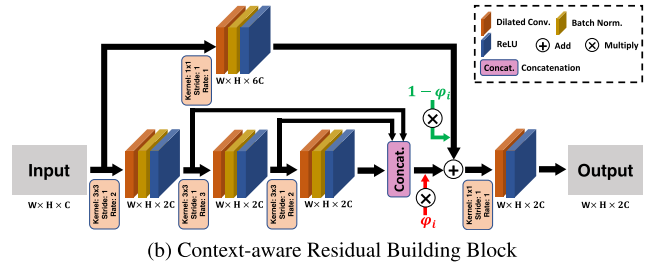 Dilated Conv.
Batch Norm.
ReLU
Add
Multiply
Concat.
Concatenation
Kernel: 1x1
Stride: 1
Rate: 1
W× H × 6C
1 − φi
Input
W× H × C
Kernel: 3x3
Stride: 1
Rate: 2
W× H × 2C
Kernel: 3x3
Stride: 1
Rate: 3
W× H × 2C
Kernel: 3x3
Stride: 1
Rate: 2
W× H × 2C
Concat.
φi
Kernel: 1x1
Stride: 1
Rate: 1
W× H × 2C
Output
W× H × 2C
(b) Context-aware Residual Building Block